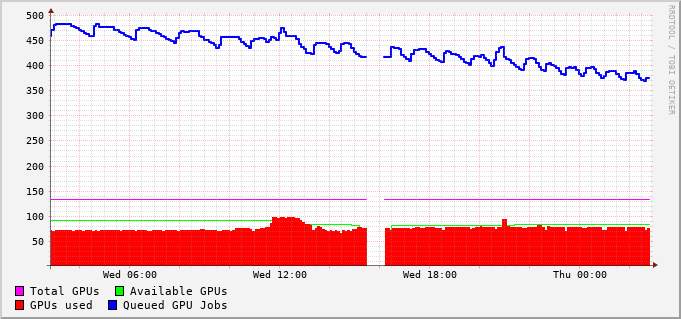 500
450
400
350
300
250
200
150
100
50
Wed 06:00 Wed 12:00 Wed 18:00 Thu 00:00
Total GPUs Available GPUs
GPUs used Queued GPU Jobs
RRDTOOL / TOBI OETIKER